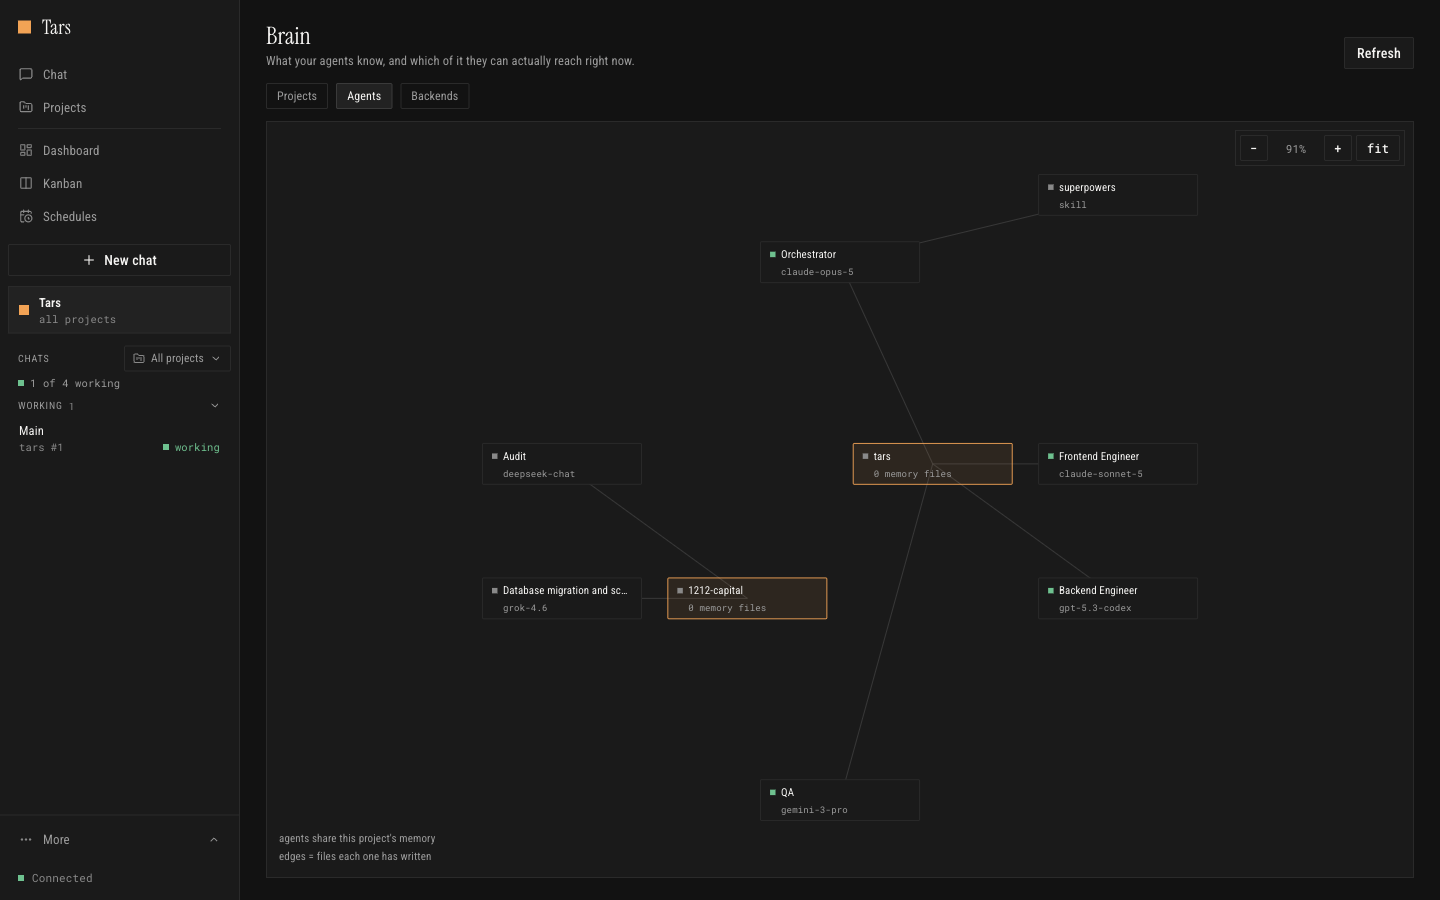 Tars
Chat
Projects
Dashboard
Kanban
Schedules
New chat
Tars
all projects
CHATS
All projects
1 of 4 working
WORKING 1
Main
tars #1
working
More
Connected
Brain
What your agents know, and which of it they can actually reach right now.
Refresh
Projects
Agents
Backends
- 91% + fit
superpowers
skill
Orchestrator
claude-opus-5
Audit
deepseek-chat
tars
0 memory files
Frontend Engineer
claude-sonnet-5
Database migration and sc…
grok-4.6
1212-capital
0 memory files
Backend Engineer
gpt-5.3-codex
QA
gemini-3-pro
agents share this project's memory
edges = files each one has written